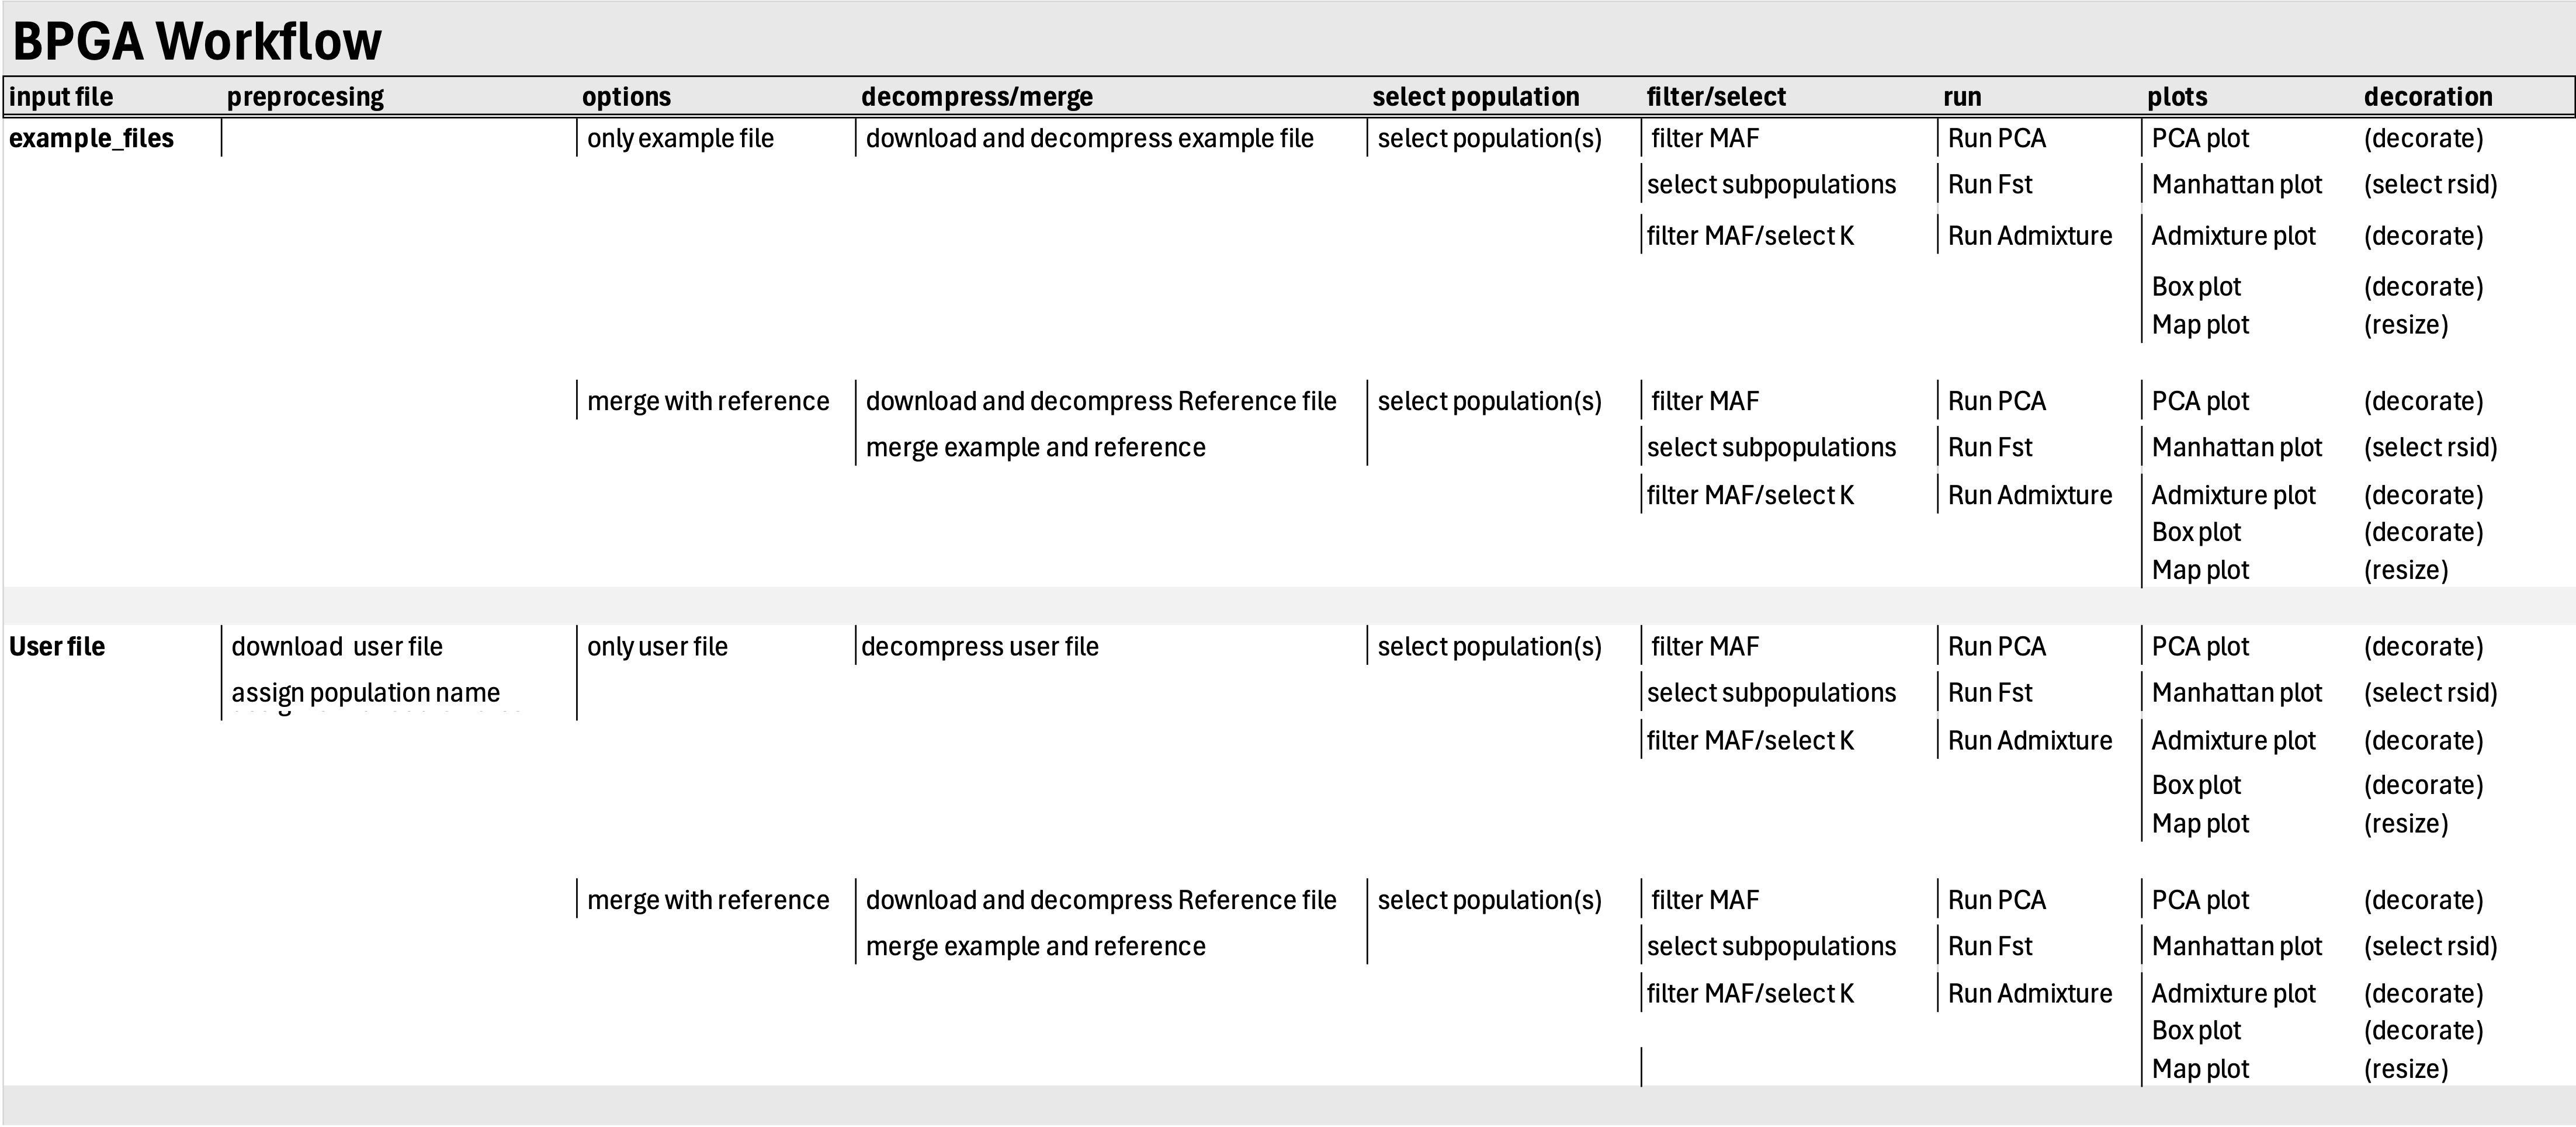 BPGA Workflow
input file preprocesing options decompress/merge select population filter/select run plots decoration
example_files only example file download and decompress example file select population(s) filter MAF Run PCA PCA plot (decorate)
select subpopulations Run Fst Manhattan plot (select rsid)
filter MAF/select K Run Admixture Admixture plot (decorate)
Box plot (decorate)
Map plot (resize)
merge with reference download and decompress Reference file select population(s) filter MAF Run PCA PCA plot (decorate)
merge example and reference select subpopulations Run Fst Manhattan plot (select rsid)
filter MAF/select K Run Admixture Admixture plot (decorate)
Box plot (decorate)
Map plot (resize)
User file download user file only user file decompress user file select population(s) filter MAF Run PCA PCA plot (decorate)
assign population name select subpopulations Run Fst Manhattan plot (select rsid)
filter MAF/select K Run Admixture Admixture plot (decorate)
Box plot (decorate)
Map plot (resize)
merge with reference download and decompress Reference file select population(s) filter MAF Run PCA PCA plot (decorate)
merge example and reference select subpopulations Run Fst Manhattan plot (select rsid)
filter MAF/select K Run Admixture Admixture plot (decorate)
Box plot (decorate)
Map plot (resize)